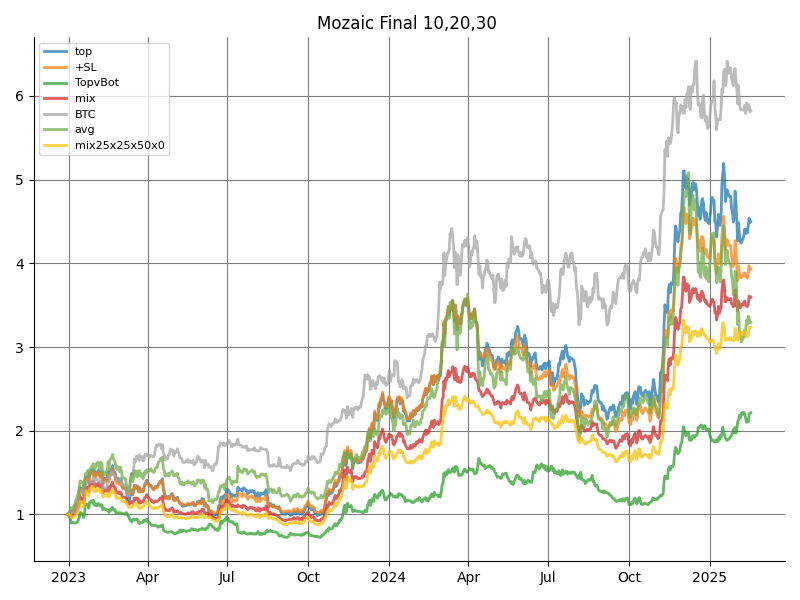 Mozaic Final 10,20,30
top
+SL
TopvBot
mix
BTC
avg
mix25x25x50x0
6
5
4
3
2
1
2023 Apr Jul Oct 2024 Apr Jul Oct 2025